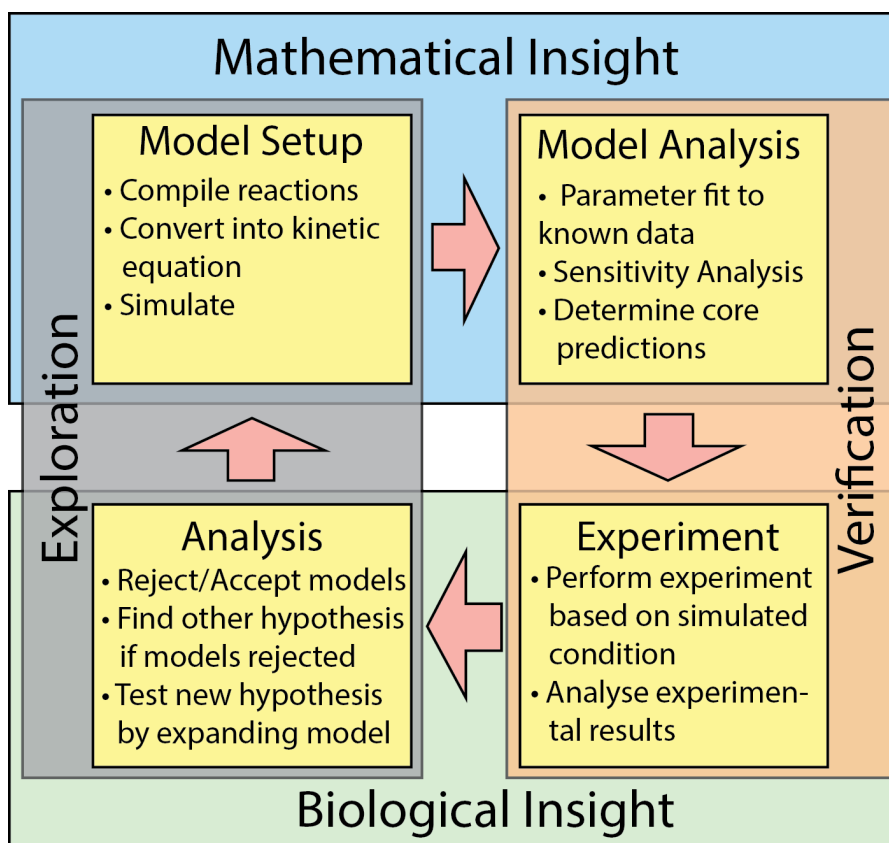 Mathematical Insight
Exploration
Model Setup
• Compile reactions
• Convert into kinetic
equation
• Simulate
Model Analysis
• Parameter fit to
known data
• Sensitivity Analysis
• Determine core
predictions
Verification
Analysis
• Reject/Accept models
• Find other hypothesis
if models rejected
• Test new hypothesis
by expanding model
Experiment
• Perform experiment
based on simulated
condition
• Analyse experimen-
tal results
Biological Insight